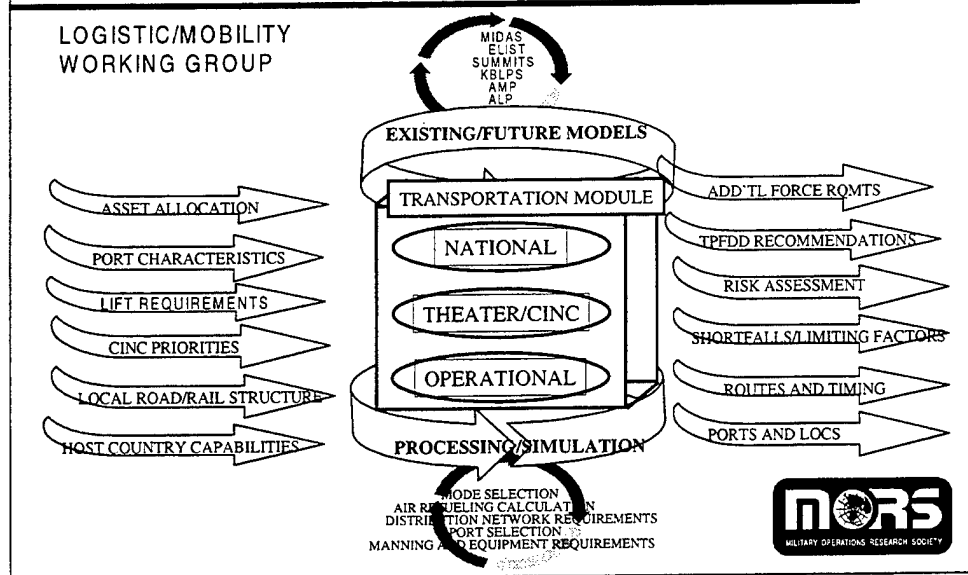 LOGISTIC/MOBILITY
WORKING GROUP
MIDAS
ELIST
SUMMITS
KBLPS
AMP
ALP
EXISTING/FUTURE MODELS
TRANSPORTATION MODULE
NATIONAL
THEATER/CINC
OPERATIONAL
PROCESSING/SIMULATION
ASSET ALLOCATION
PORT CHARACTERISTICS
LIFT REQUIREMENTS
CINC PRIORITIES
LOCAL ROAD/RAIL STRUCTURE
HOST COUNTRY CAPABILITIES
ADD'TL FORCE RQMTS
TPFDD RECOMMENDATIONS
RISK ASSESSMENT
SHORTFALLS/LIMITING FACTORS
ROUTES AND TIMING
PORTS AND LOCS
MODE SELECTION
AIR REFUELING CALCULATION
DISTRIBUTION NETWORK REQUIREMENTS
PORT SELECTION
MANNING AND EQUIPMENT REQUIREMENTS
MORS
MILITARY OPERATIONS RESEARCH SOCIETY